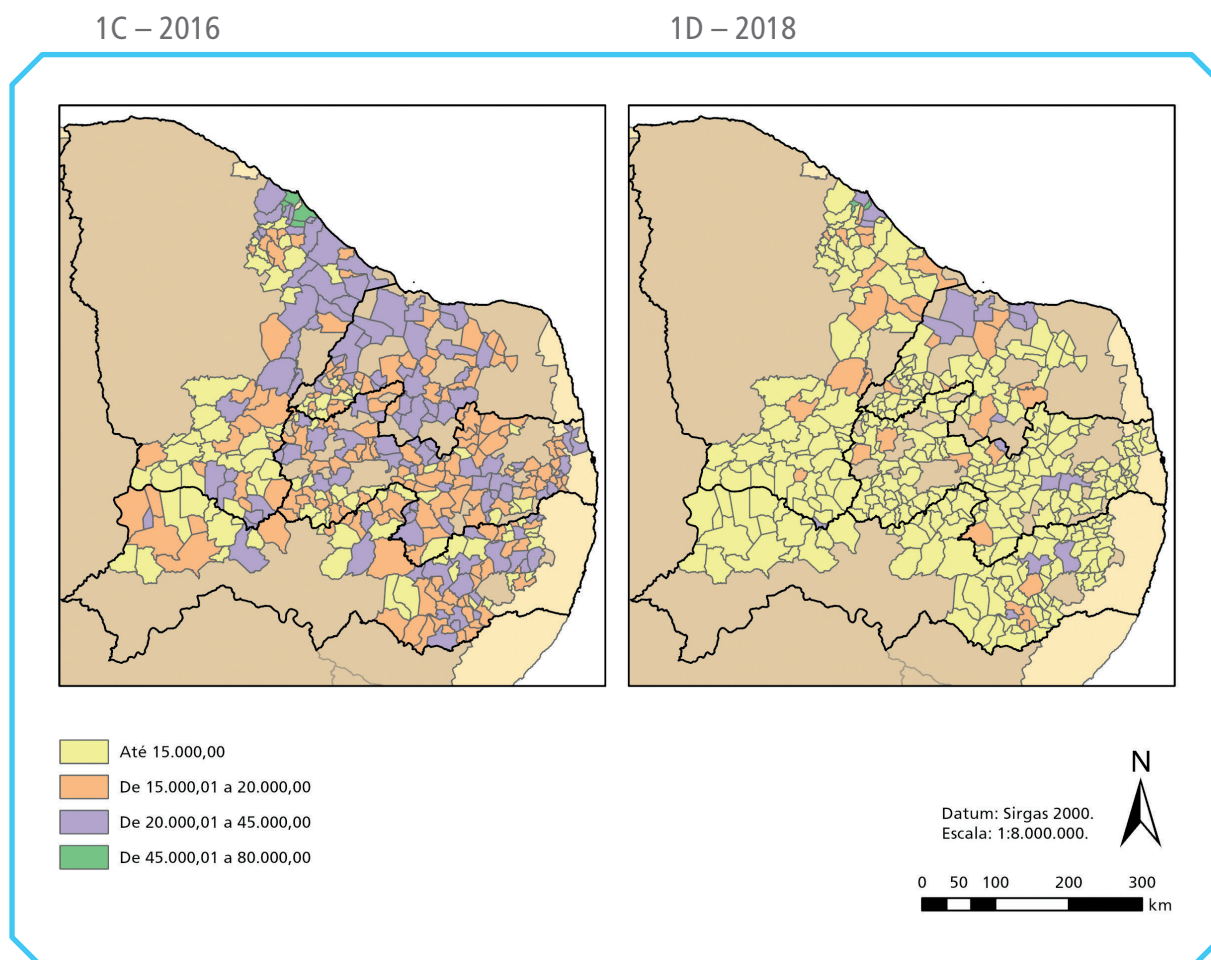 1C – 2016
1D – 2018
Até 15.000,00
De 15.000,01 a 20.000,00
De 20.000,01 a 45.000,00
De 45.000,01 a 80.000,00
N
Datum: Sirgas 2000.
Escala: 1:8.000.000.
0 50 100 200 300
km